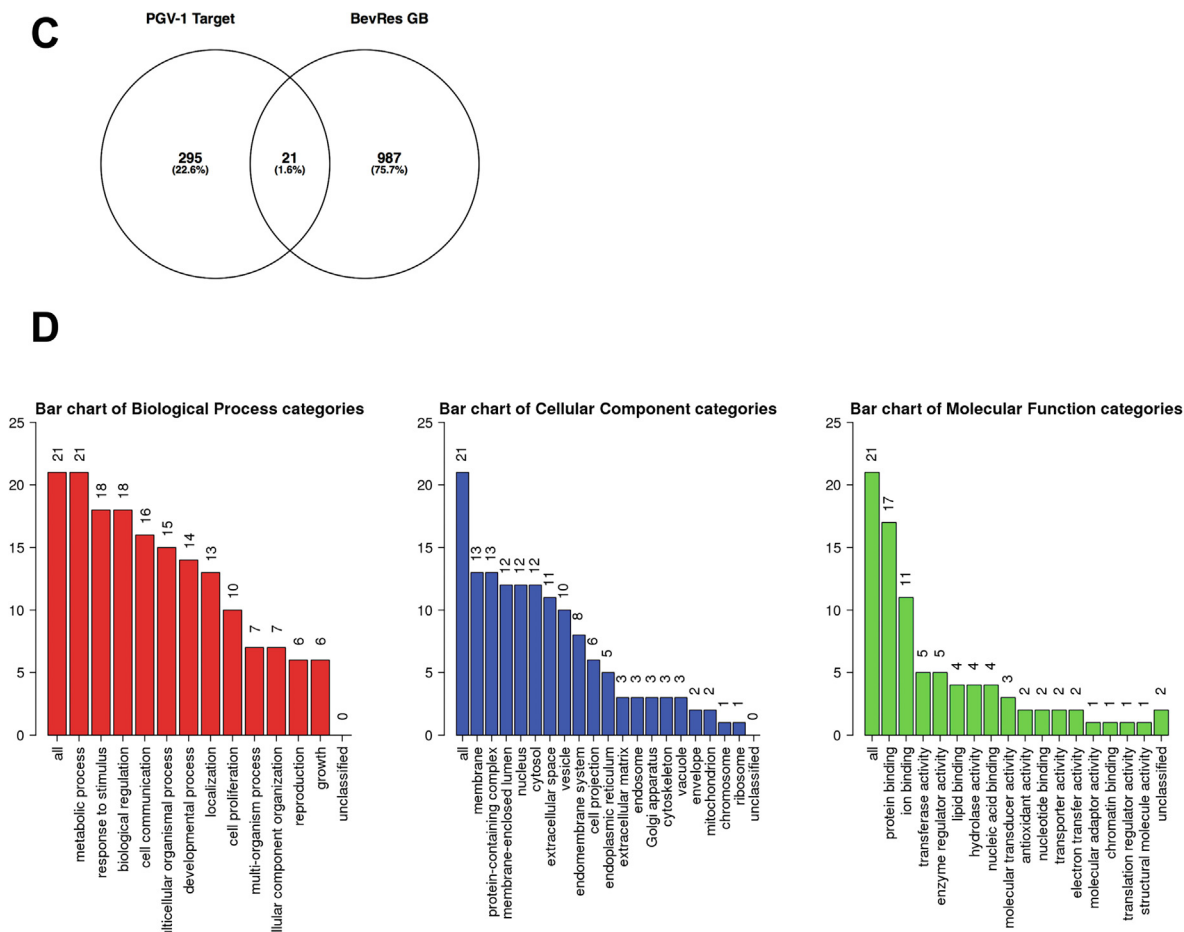 C
PGV-1 Target
BevRes GB
295
(22.6%)
21
(1.6%)
987
(75.7%)
D
Bar chart of Biological Process categories
25
20
15
10
5
0
21
21
18
18
16
15
14
13
10
7
7
6
6
0
all
metabolic process
response to stimulus
biological regulation
cell communication
lticellular organismal process
developmental process
localization
cell proliferation
multi-organism process
llular component organization
reproduction
growth
unclassified
Bar chart of Cellular Component categories
25
20
15
10
5
0
21
13
13
12
12
12
11
10
8
6
5
3
3
3
3
3
2
2
1
1
0
all
membrane
protein-containing complex
membrane-enclosed lumen
nucleus
cytosol
extracellular space
vesicle
endomembrane system
cell projection
endoplasmic reticulum
extracellular matrix
endosome
Golgi apparatus
cytoskeleton
vacuole
envelope
mitochondrion
chromosome
ribosome
unclassified
Bar chart of Molecular Function categories
25
20
15
10
5
0
21
17
11
5
5
4
4
4
3
2
2
2
2
1
1
1
1
2
all
protein binding
ion binding
transferase activity
enzyme regulator activity
lipid binding
hydrolase activity
nucleic acid binding
molecular transducer activity
antioxidant activity
nucleotide binding
transporter activity
electron transfer activity
molecular adaptor activity
chromatin binding
translation regulator activity
structural molecule activity
unclassified